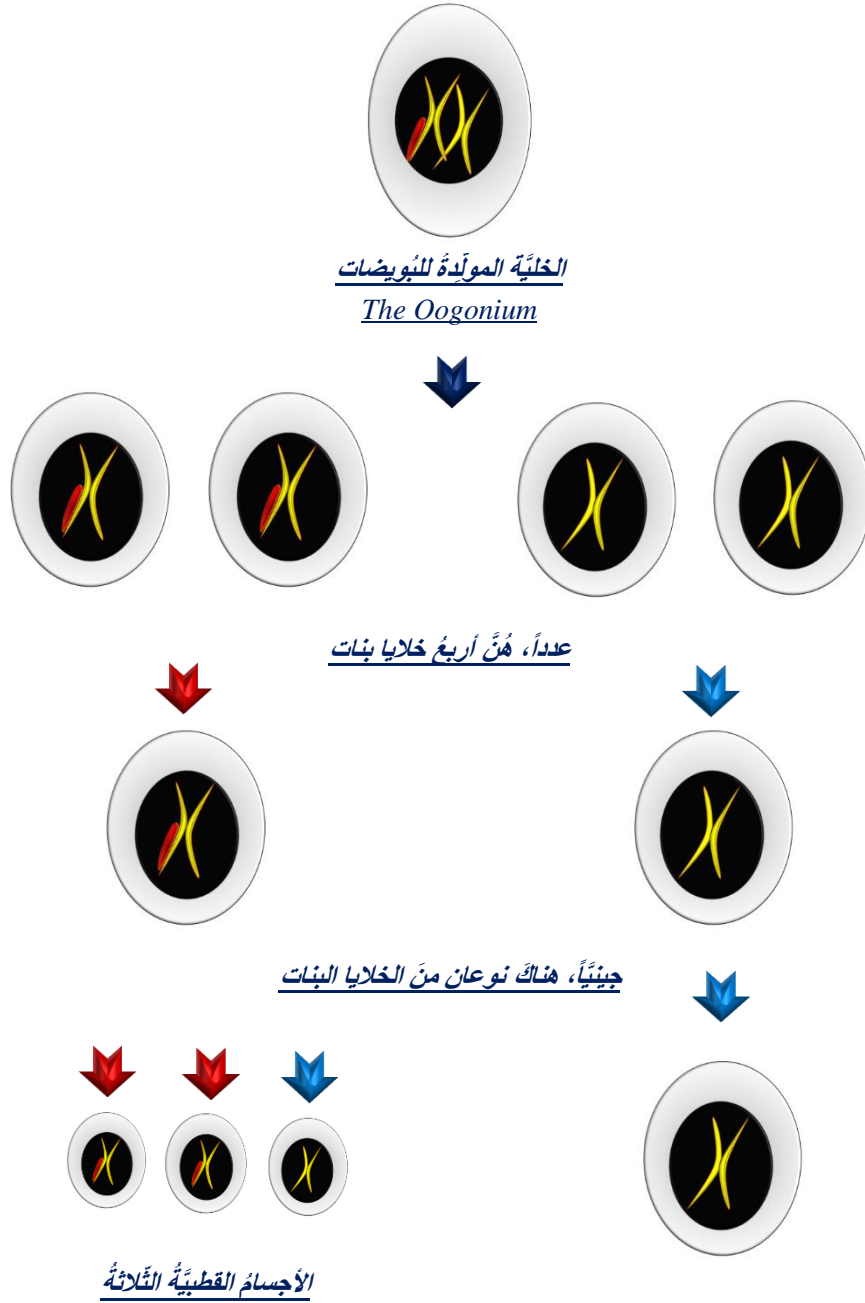 الخليَّة المولِّدةُ للبُويضات
The Oogonium
عدداً، هُنَّ أربعُ خلايا بنات
جينيَّاً، هناكَ نوعان منَ الخلايا البنات
الأجسامُ القطبيَّةُ الثّلاثةُ